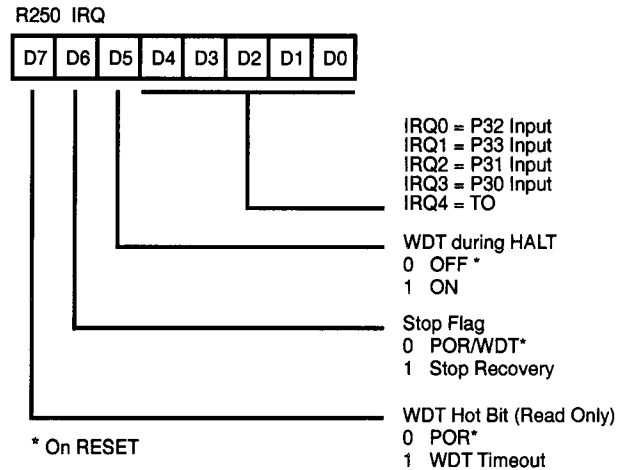 R250 IRQ
D7 D6 D5 D4 D3 D2 D1 D0
IRQ0 = P32 Input
IRQ1 = P33 Input
IRQ2 = P31 Input
IRQ3 = P30 Input
IRQ4 = TO
WDT during HALT
0 OFF *
1 ON
Stop Flag
0 POR/WDT*
1 Stop Recovery
WDT Hot Bit (Read Only)
0 POR*
1 WDT Timeout
* On RESET